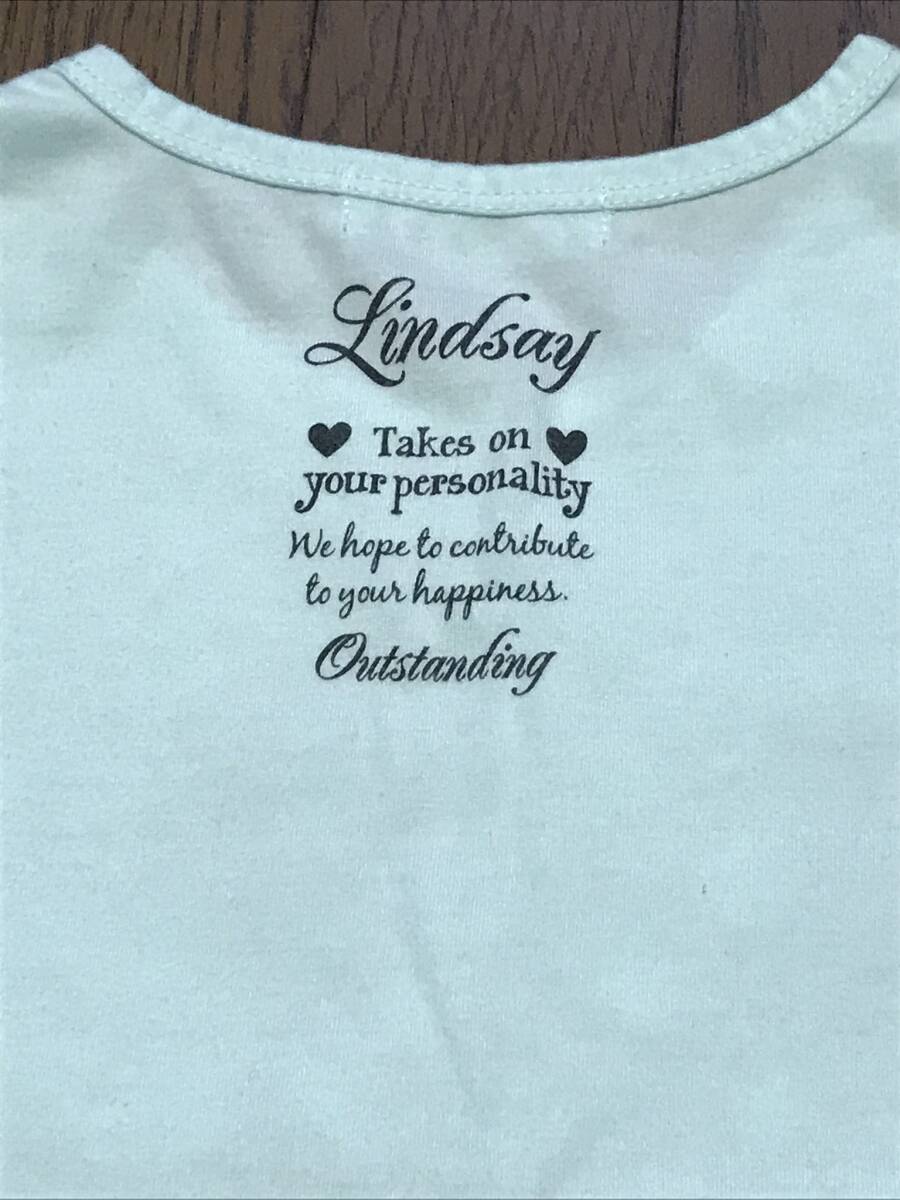 Lindsay
Takes on
your personality
We hope to contribute
to your happiness.
Outstanding